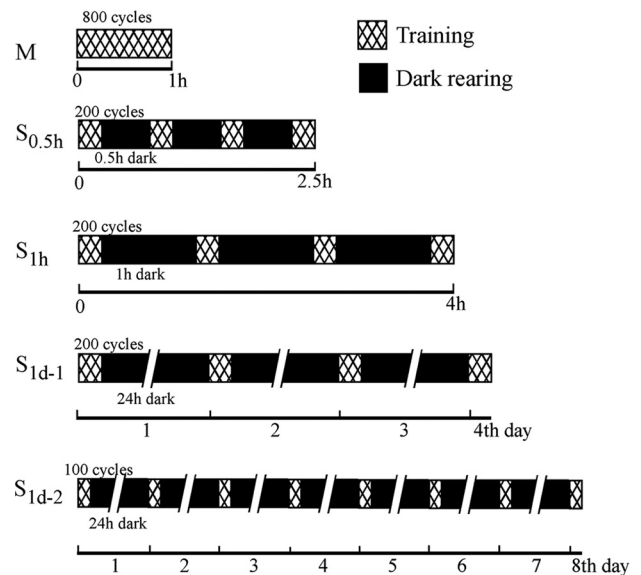 800 cycles
M
0 1h
Training
Dark rearing
200 cycles
S0.5h
0.5h dark
0 2.5h
200 cycles
S1h
1h dark
0 4h
200 cycles
S1d-1
24h dark
1 2 3 4th day
100 cycles
S1d-2
24h dark
1 2 3 4 5 6 7 8th day